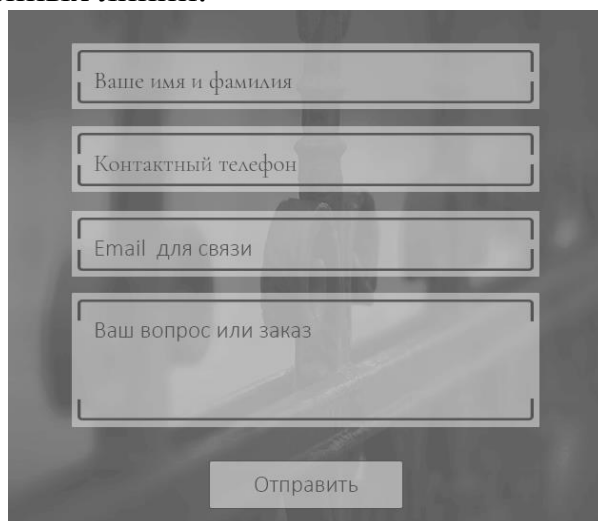 Ваше имя и фамилия
Контактный телефон
Email для связи
Ваш вопрос или заказ
Отправить